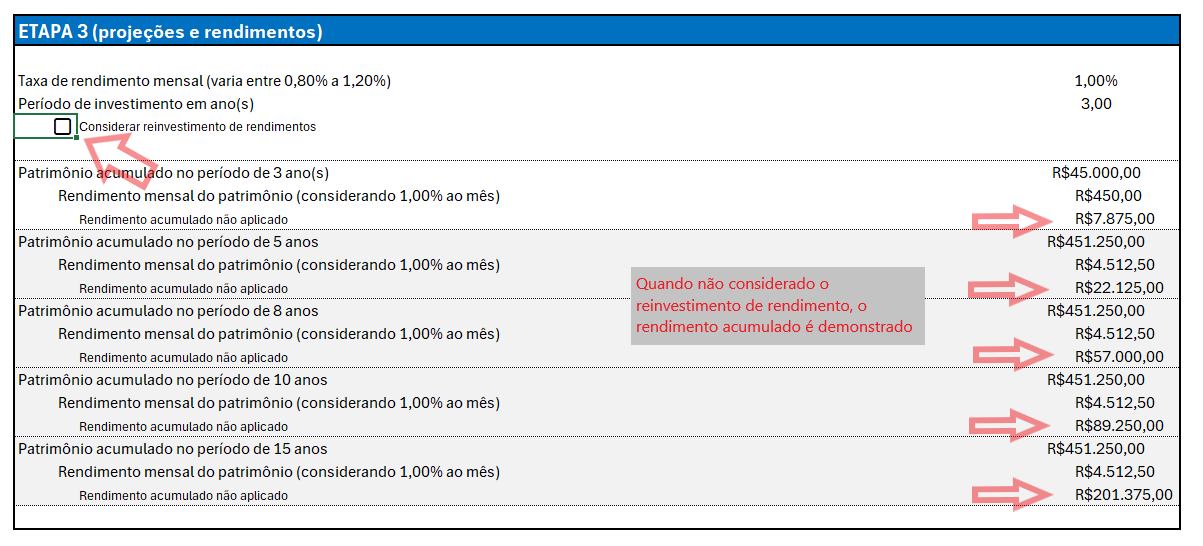 ETAPA 3 (projeções e rendimentos)
Taxa de rendimento mensal (varia entre 0,80% a 1,20%) 1,00%
Período de investimento em ano(s) 3,00
Considerar reinvestimento de rendimentos
Patrimônio acumulado no período de 3 ano(s) R$45.000,00
Rendimento mensal do patrimônio (considerando 1,00% ao mês) R$450,00
Rendimento acumulado não aplicado R$7.875,00
Patrimônio acumulado no período de 5 anos R$451.250,00
Rendimento mensal do patrimônio (considerando 1,00% ao mês) R$4.512,50
Rendimento acumulado não aplicado R$22.125,00
Quando não considerado o
reinvestimento de rendimento, o
rendimento acumulado é demonstrado
Patrimônio acumulado no período de 8 anos R$451.250,00
Rendimento mensal do patrimônio (considerando 1,00% ao mês) R$4.512,50
Rendimento acumulado não aplicado R$57.000,00
Patrimônio acumulado no período de 10 anos R$451.250,00
Rendimento mensal do patrimônio (considerando 1,00% ao mês) R$4.512,50
Rendimento acumulado não aplicado R$89.250,00
Patrimônio acumulado no período de 15 anos R$451.250,00
Rendimento mensal do patrimônio (considerando 1,00% ao mês) R$4.512,50
Rendimento acumulado não aplicado R$201.375,00